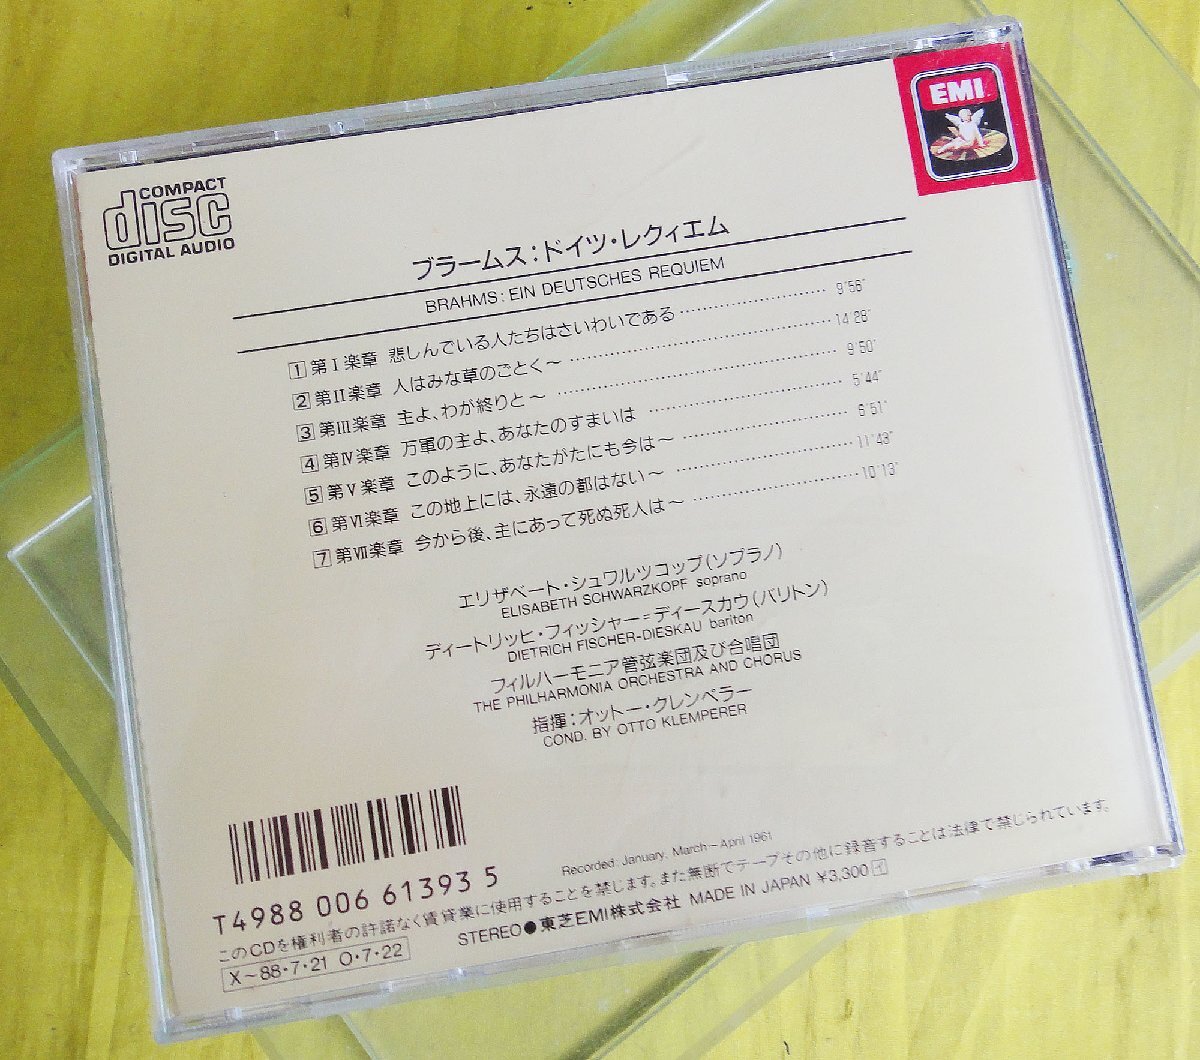 COMPACT
disc
DIGITAL AUDIO
EMI
ブラームス：ドイツ・レクィエム
BRAHMS: EIN DEUTSCHES REQUIEM
1 第I楽章 悲しんでいる人たちはさいわいである 9'56"
2 第II楽章 人はみな草のごとく〜 14'28"
3 第III楽章 主よ、わが終りと〜 9'50"
4 第IV楽章 万軍の主よ、あなたのすまいは 5'44"
5 第V楽章 このように、あなたがたにも今は〜 6'51"
6 第VI楽章 この地上には、永遠の都はない〜 11'43"
7 第VII楽章 今から後、主にあって死ぬ死人は〜 10'13"
エリザベート・シュワルツコップ（ソプラノ）
ELISABETH SCHWARZKOPF soprano
ディートリッヒ・フィッシャー=ディースカウ（バリトン）
DIETRICH FISCHER-DIESKAU bariton
フィルハーモニア管弦楽団及び合唱団
THE PHILHARMONIA ORCHESTRA AND CHORUS
指揮：オットー・クレンペラー
COND. BY OTTO KLEMPERER
Recorded: January, March–April 1961
T4988 006 61393 5
このCDを権利者の許諾なく賃貸業に使用することを禁じます。また無断でテープその他に録音することは法律で禁じられています。
X〜88・7・21 O・7・22
STEREO●東芝EMI株式会社 MADE IN JAPAN ¥3,300 イ